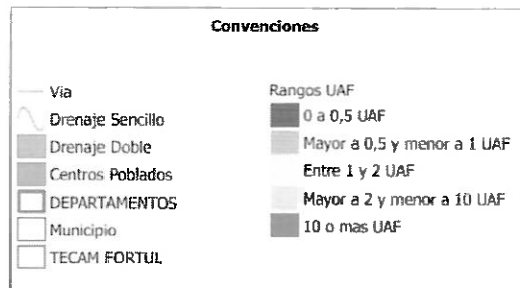 Convenciones
Via
Drenaje Sencillo
Drenaje Doble
Centros Poblados
DEPARTAMENTOS
Municipio
TECAM FORTUL
Rangos UAF
0 a 0,5 UAF
Mayor a 0,5 y menor a 1 UAF
Entre 1 y 2 UAF
Mayor a 2 y menor a 10 UAF
10 o mas UAF